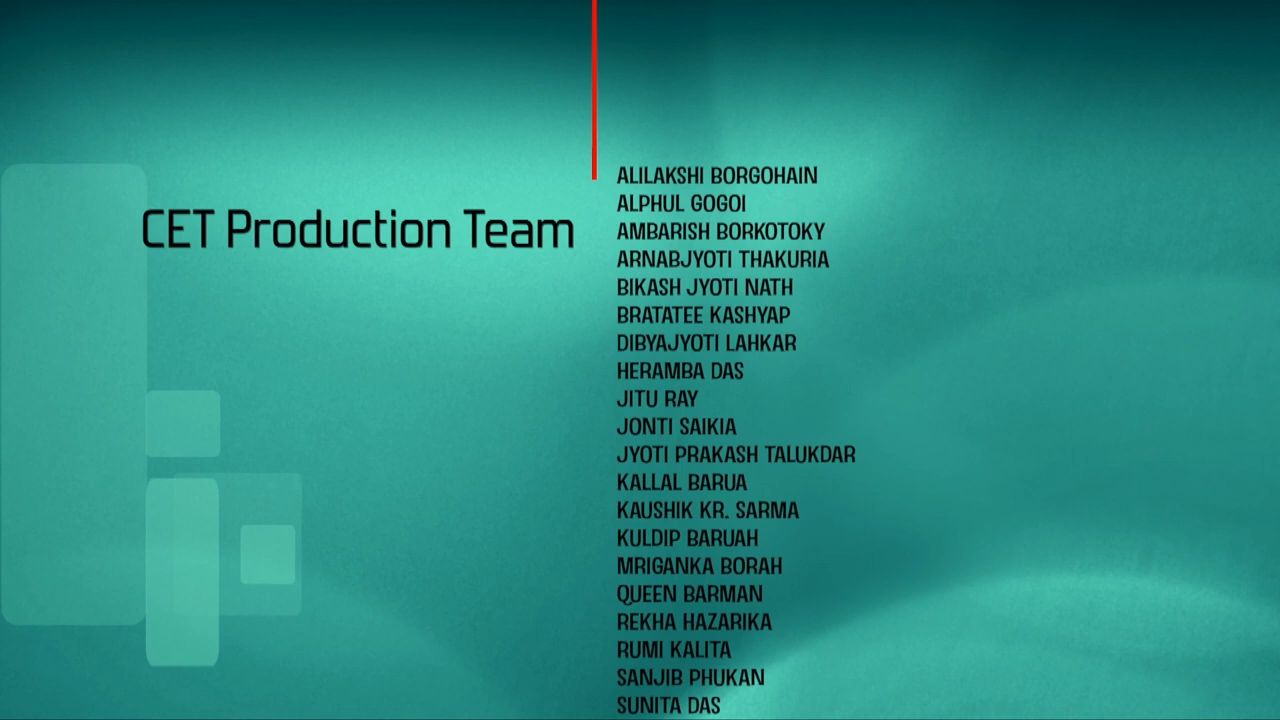 CET Production Team
ALILAKSHI BORGOHAIN
ALPHUL GOGOI
AMBARISH BORKOTOKY
ARNABJYOTI THAKURIA
BIKASH JYOTI NATH
BRATATEE KASHYAP
DIBYAJYOTI LAHKAR
HERAMBA DAS
JITU RAY
JONTI SAIKIA
JYOTI PRAKASH TALUKDAR
KALLAL BARUA
KAUSHIK KR. SARMA
KULDIP BARUAH
MRIGANKA BORAH
QUEEN BARMAN
REKHA HAZARIKA
RUMI KALITA
SANJIB PHUKAN
SUNITA DAS